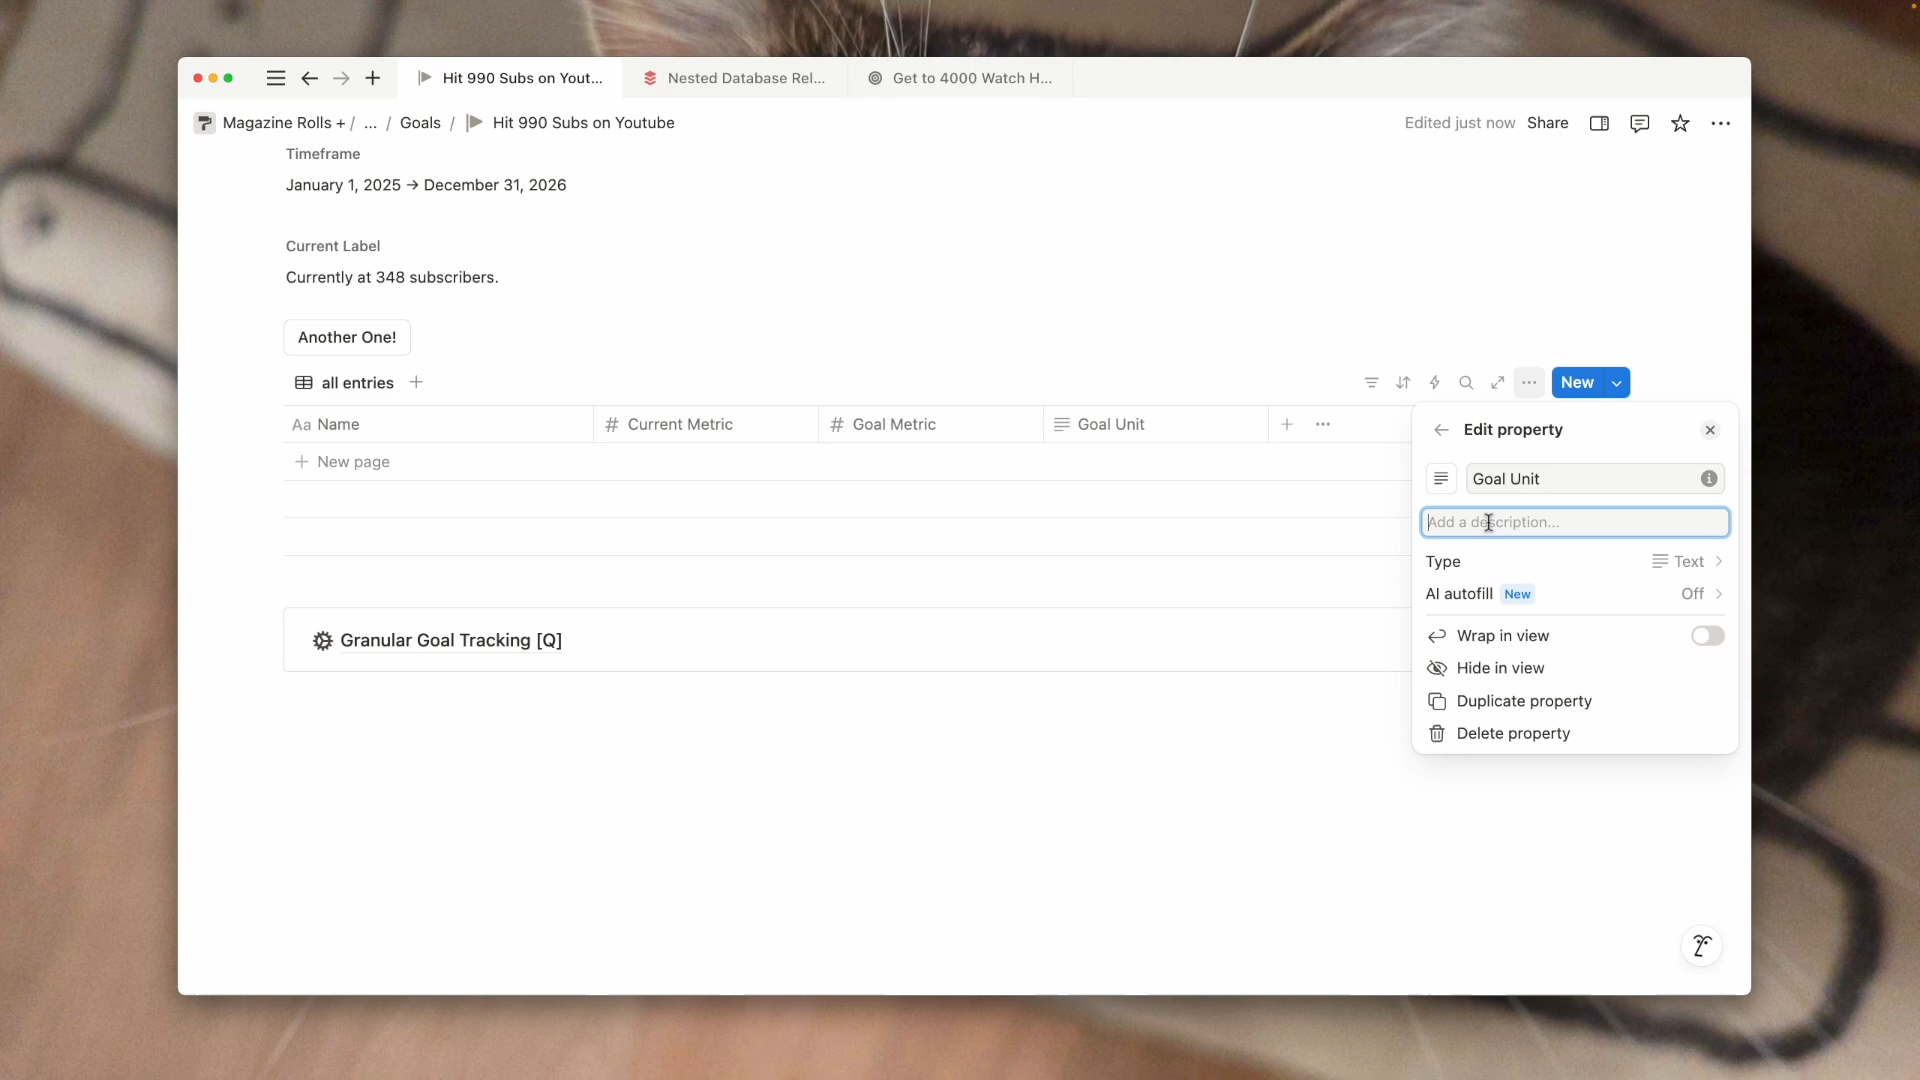 Hit 990 Subs on Yout...
Nested Database Rel...
Get to 4000 Watch H...
Magazine Rolls + / ... / Goals / Hit 990 Subs on Youtube
Edited just now Share
Timeframe
January 1, 2025 → December 31, 2026
Current Label
Currently at 348 subscribers.
Another One!
all entries
New
Aa Name
# Current Metric
# Goal Metric
Goal Unit
+ New page
Granular Goal Tracking [Q]
Edit property
Goal Unit
Add a description...
Type Text
AI autofill New Off
Wrap in view
Hide in view
Duplicate property
Delete property